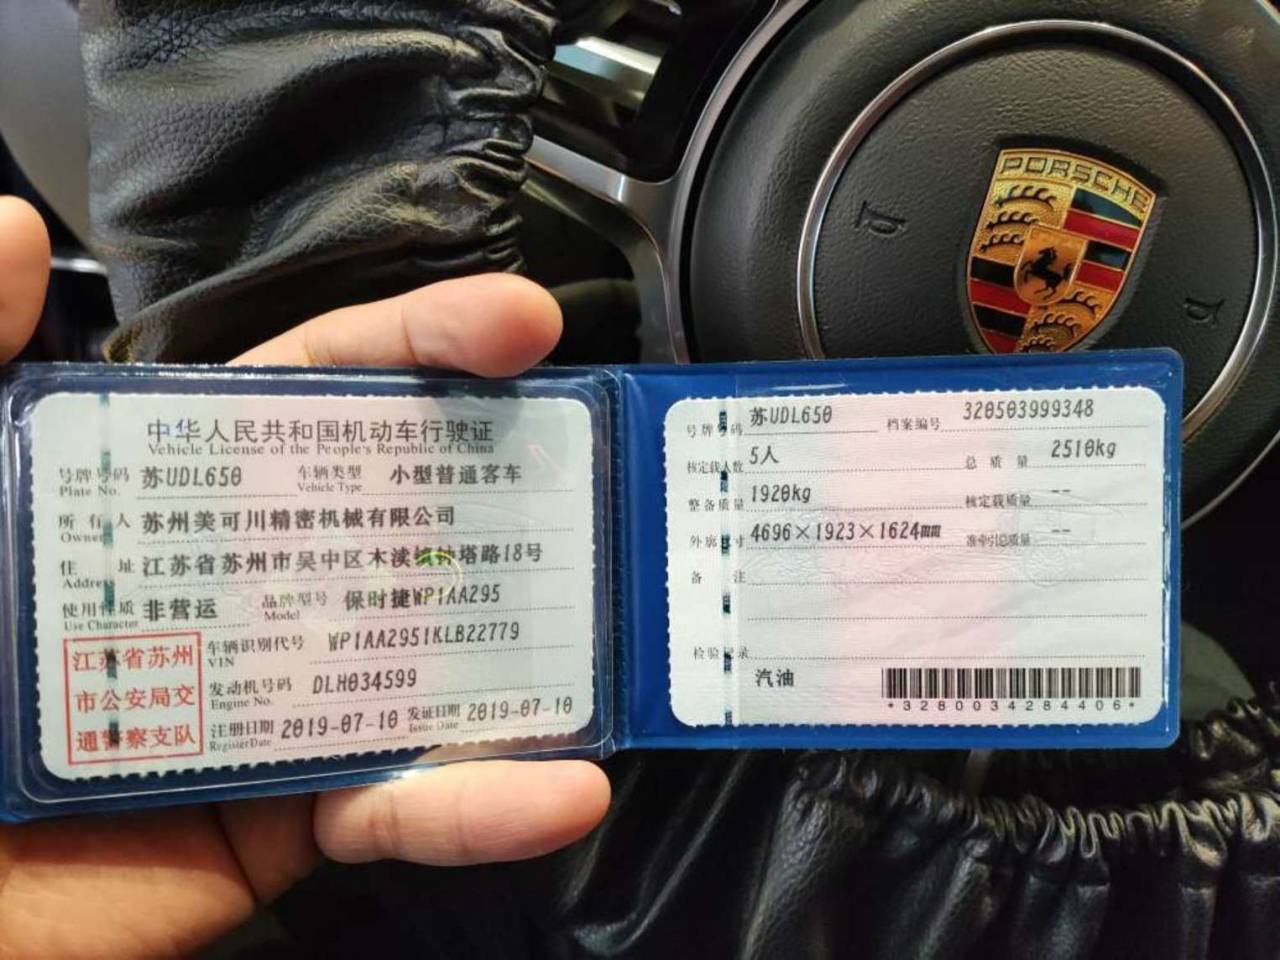 PORSCHE
中华人民共和国机动车行驶证
Vehicle License of the People's Republic of China
号牌号码 Plate No. 苏UDL650 车辆类型 Vehicle Type 小型普通客车
所有人 Owner 苏州美可川精密机械有限公司
住址 Address 江苏省苏州市吴中区木渎镇钟塔路18号
使用性质 Use Character 非营运 品牌型号 Model 保时捷WP1AA295
江苏省苏州
市公安局交
通警察支队
车辆识别代号 VIN WP1AA2951KLB22779
发动机号码 Engine No. DLH034599
注册日期 Register Date 2019-07-10 发证日期 Issue Date 2019-07-10
号牌号码 苏UDL650 档案编号 320503999348
核定载人数 5人 总质量 2510kg
整备质量 1920kg 核定载质量 --
外廓尺寸 4696×1923×1624mm 准牵引总质量 --
备注
检验记录
汽油
*3280034284406*